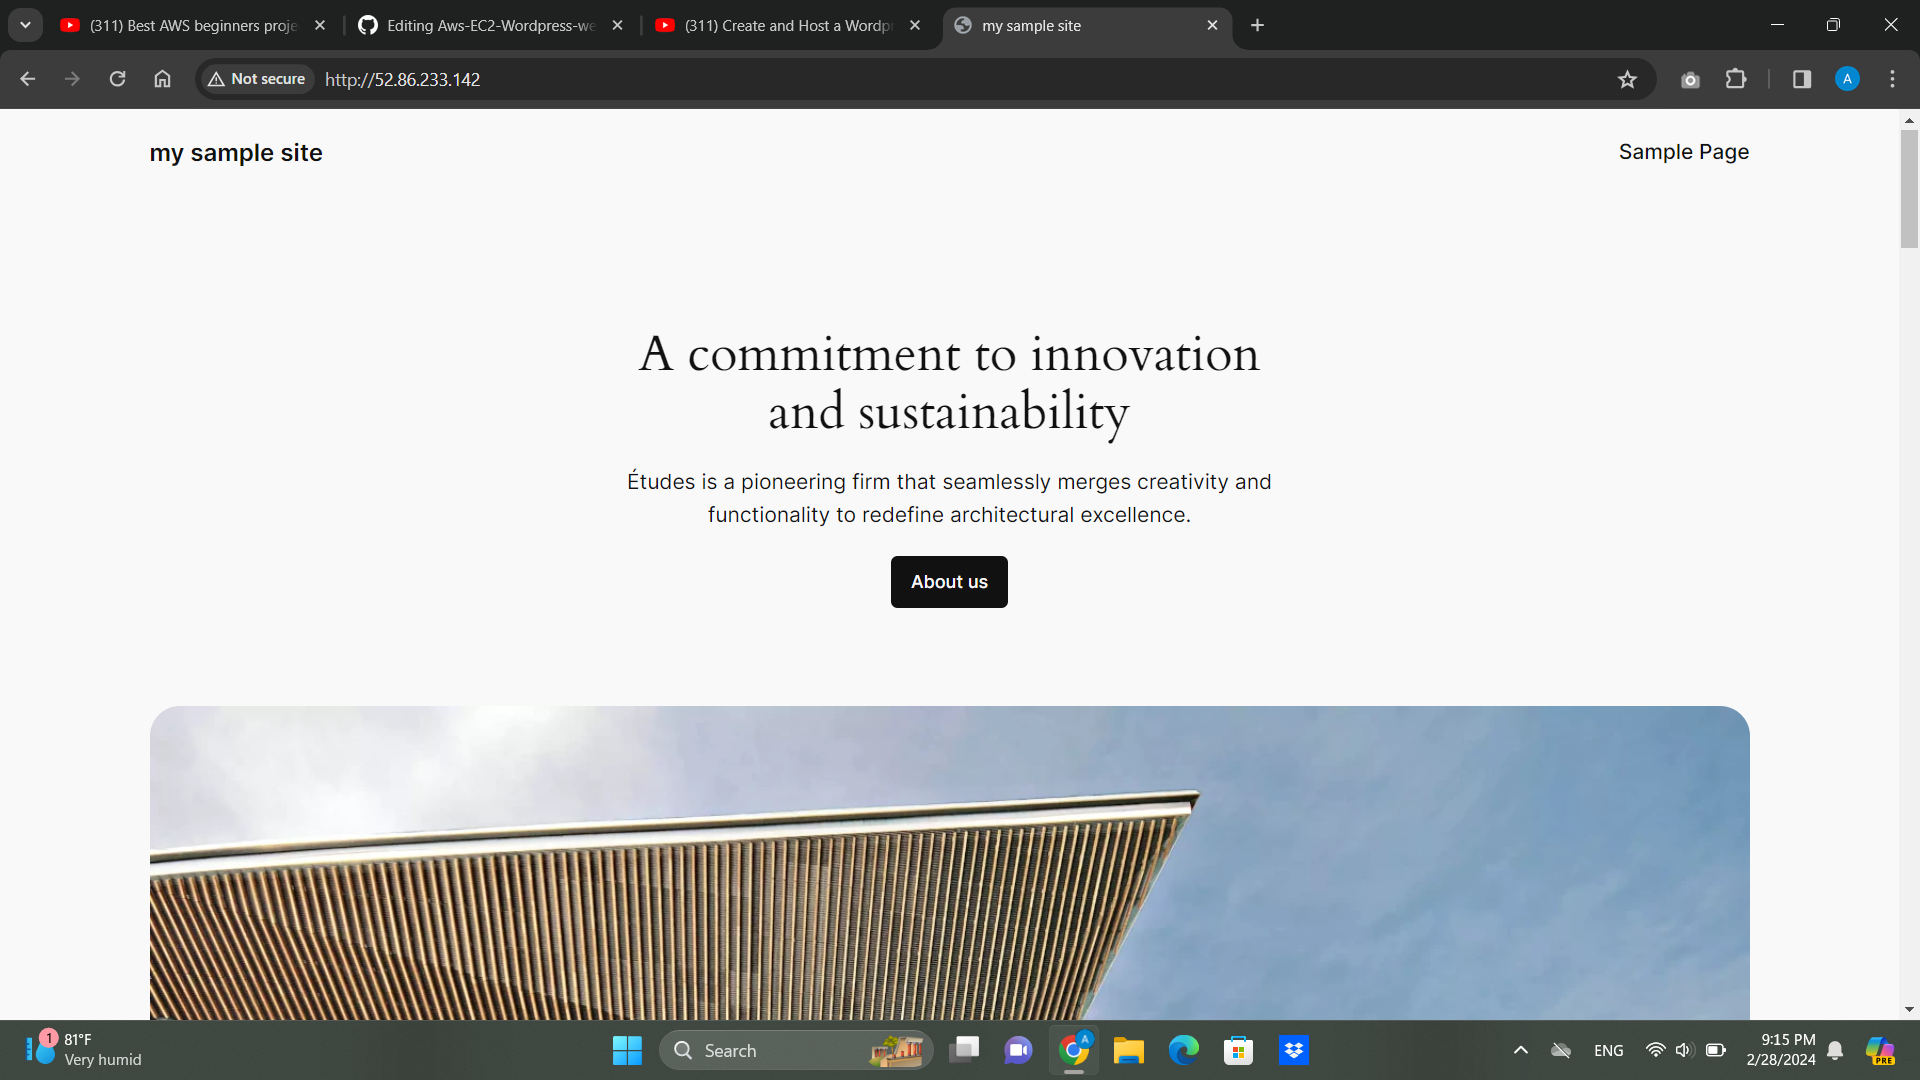 (311) Best AWS beginners proje
Editing Aws-EC2-Wordpress-we
(311) Create and Host a Wordpr
my sample site
Not secure
http://52.86.233.142
A
my sample site
Sample Page
A commitment to innovation
and sustainability
Études is a pioneering firm that seamlessly merges creativity and
functionality to redefine architectural excellence.
About us
1
81°F
Very humid
Search
A
ENG
9:15 PM
2/28/2024
PRE